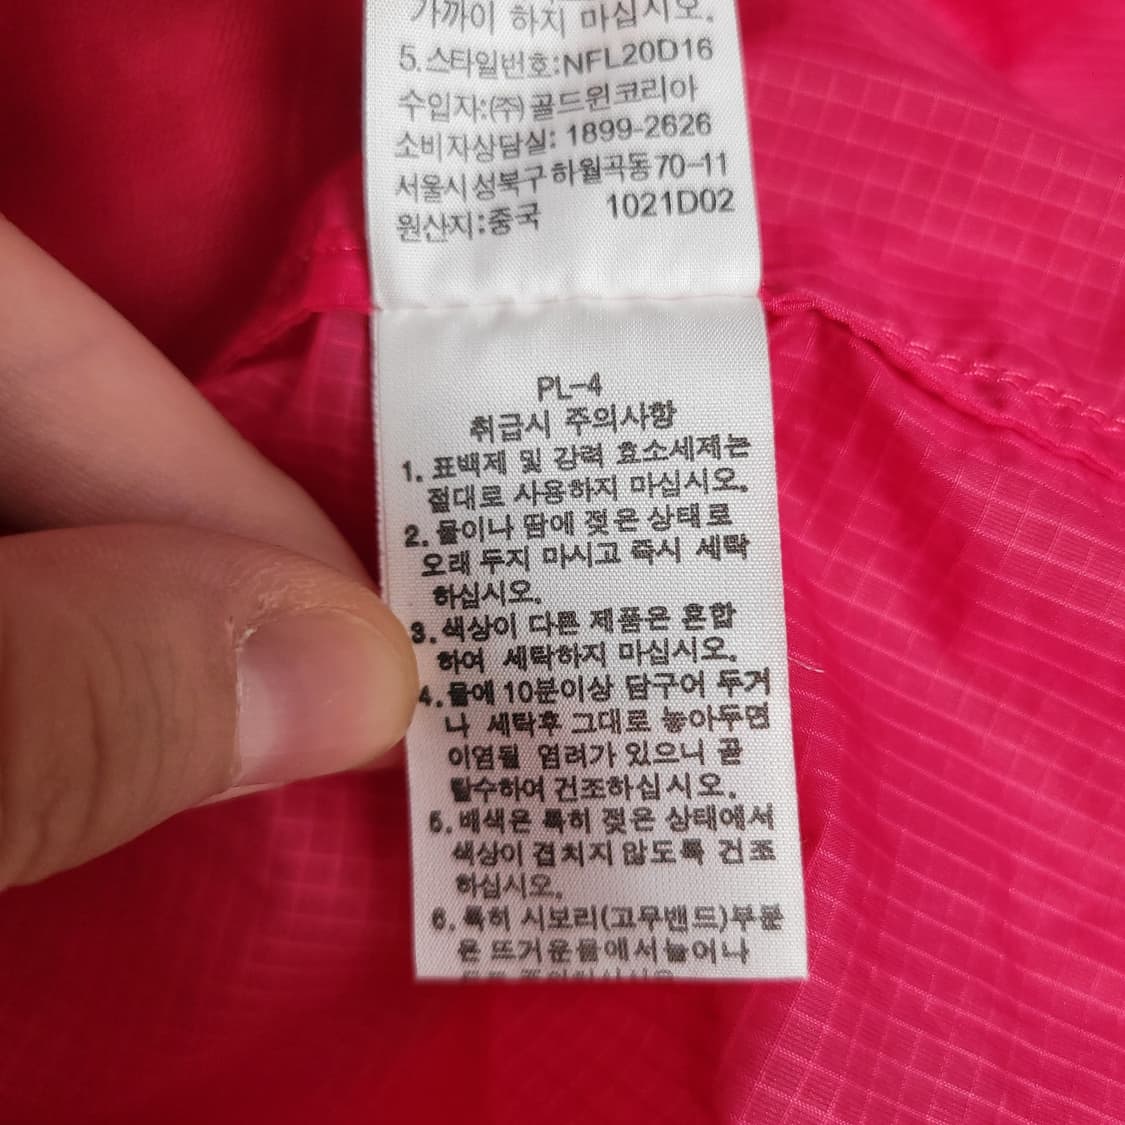 가까이 하지 마십시오.
5.스타일번호:NFL20D16
수입자:(주)골드윈코리아
소비자상담실: 1899-2626
서울시성북구하월곡동70-11
원산지:중국 1021D02
PL-4
취급시 주의사항
1. 표백제 및 강력 효소세제는
절대로 사용하지 마십시오.
2. 물이나 땀에 젖은 상태로
오래 두지 마시고 즉시 세탁
하십시오.
3. 색상이 다른 제품은 혼합
하여 세탁하지 마십시오.
4. 물에 10분이상 담구어 두거
나 세탁후 그대로 놓아두면
이염될 염려가 있으니 곧
탈수하여 건조하십시오.
5. 배색은 특히 젖은 상태에서
색상이 겹치지 않도록 건조
하십시오.
6. 특히 시보리(고무밴드)부분
은 뜨거운물에서늘어나